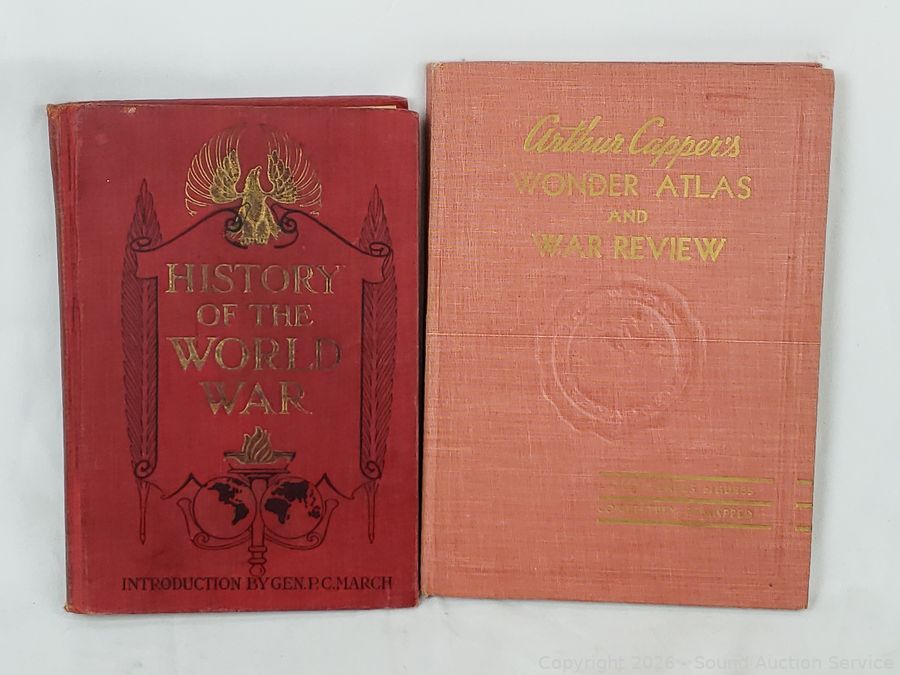 HISTORY
OF THE
WORLD
WAR
INTRODUCTION BY GEN. P. C. MARCH
Arthur Capper's
WONDER ATLAS
AND
WAR REVIEW
Copyright 2026 - Sound Auction Service